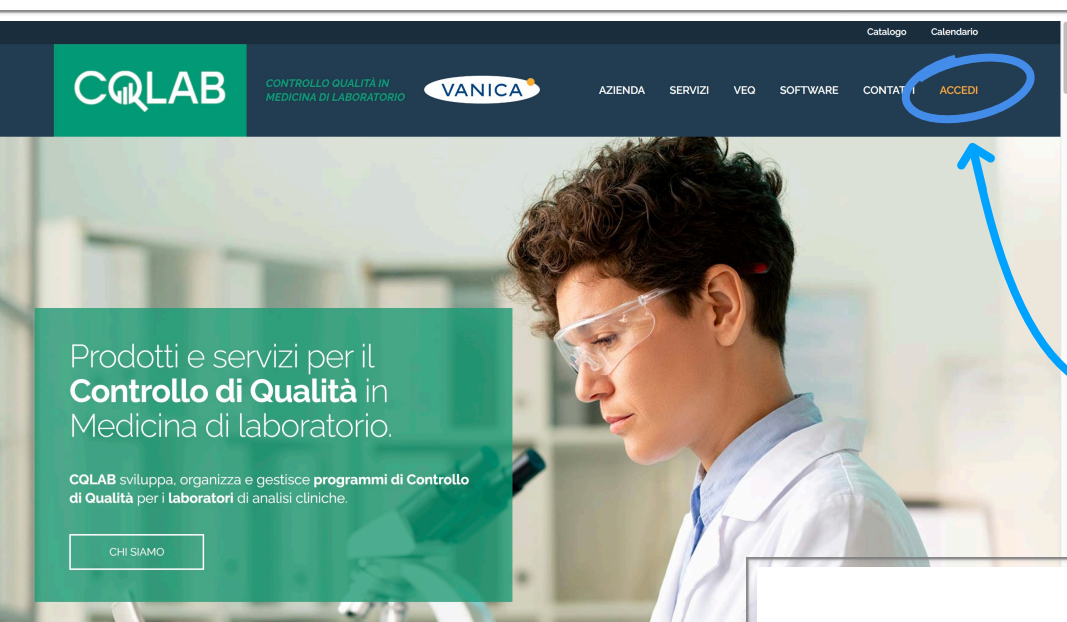 Catalogo Calendario
CQLAB
CONTROLLO QUALITÀ IN
MEDICINA DI LABORATORIO
VANICA
AZIENDA SERVIZI VEQ SOFTWARE CONTATTI ACCEDI
Prodotti e servizi per il
Controllo di Qualità in
Medicina di laboratorio.
CQLAB sviluppa, organizza e gestisce programmi di Controllo
di Qualità per i laboratori di analisi cliniche.
CHI SIAMO